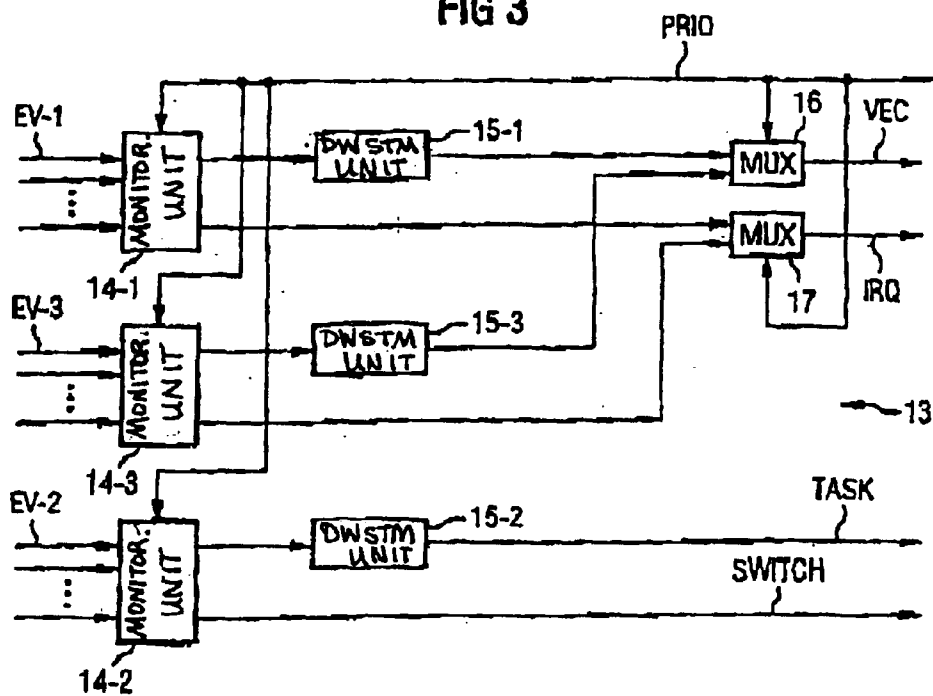 FIG 3
PRIO
EV-1
MONITOR.
UNIT
14-1
DWSTM
UNIT
15-1
16
MUX
VEC
MUX
17
IRQ
EV-3
MONITOR.
UNIT
14-3
DWSTM
UNIT
15-3
13
EV-2
MONITOR.
UNIT
14-2
DWSTM
UNIT
15-2
TASK
SWITCH